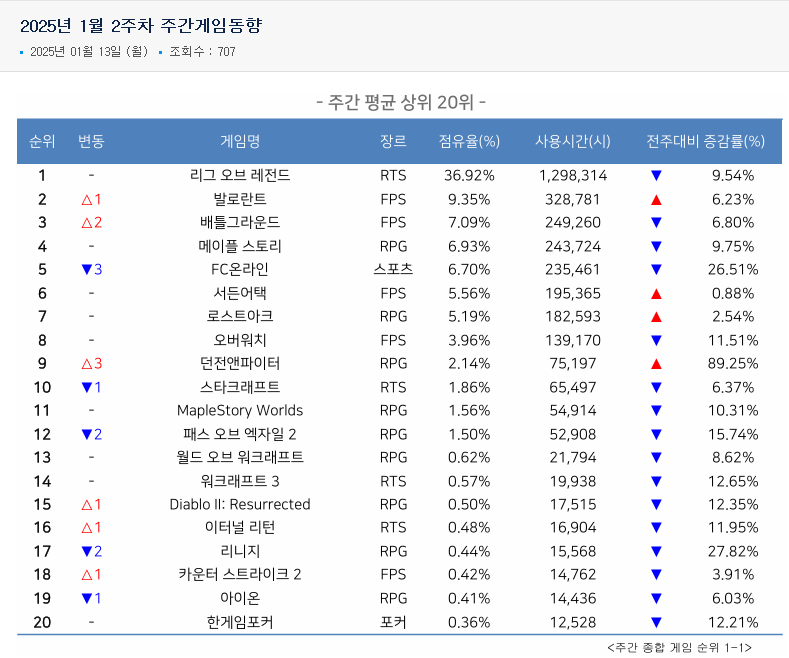 2025년 1월 2주차 주간게임동향
2025년 01월 13일 (월) 조회수 : 707
- 주간 평균 상위 20위 -
순위 변동 게임명 장르 점유율(%) 사용시간(시) 전주대비 증감률(%)
1 - 리그 오브 레전드 RTS 36.92% 1,298,314 ▼ 9.54%
2 △1 발로란트 FPS 9.35% 328,781 ▲ 6.23%
3 △2 배틀그라운드 FPS 7.09% 249,260 ▼ 6.80%
4 - 메이플 스토리 RPG 6.93% 243,724 ▼ 9.75%
5 ▼3 FC온라인 스포츠 6.70% 235,461 ▼ 26.51%
6 - 서든어택 FPS 5.56% 195,365 ▲ 0.88%
7 - 로스트아크 RPG 5.19% 182,593 ▲ 2.54%
8 - 오버워치 FPS 3.96% 139,170 ▼ 11.51%
9 △3 던전앤파이터 RPG 2.14% 75,197 ▲ 89.25%
10 ▼1 스타크래프트 RTS 1.86% 65,497 ▼ 6.37%
11 - MapleStory Worlds RPG 1.56% 54,914 ▼ 10.31%
12 ▼2 패스 오브 엑자일 2 RPG 1.50% 52,908 ▼ 15.74%
13 - 월드 오브 워크래프트 RPG 0.62% 21,794 ▼ 8.62%
14 - 워크래프트 3 RTS 0.57% 19,938 ▼ 12.65%
15 △1 Diablo II: Resurrected RPG 0.50% 17,515 ▼ 12.35%
16 △1 이터널 리턴 RTS 0.48% 16,904 ▼ 11.95%
17 ▼2 리니지 RPG 0.44% 15,568 ▼ 27.82%
18 △1 카운터 스트라이크 2 FPS 0.42% 14,762 ▼ 3.91%
19 ▼1 아이온 RPG 0.41% 14,436 ▼ 6.03%
20 - 한게임포커 포커 0.36% 12,528 ▼ 12.21%
<주간 종합 게임 순위 1-1>